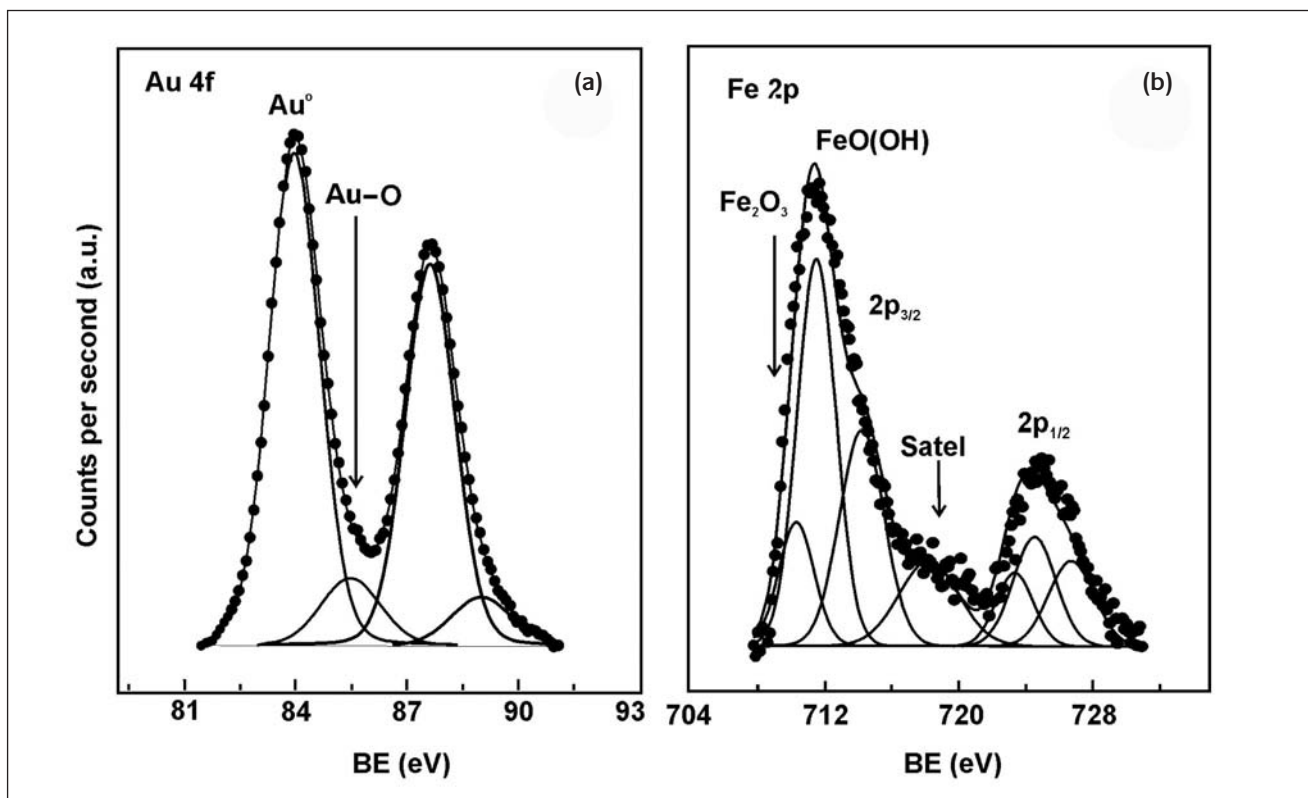 Au 4f
(a)
Au⁰
Au–O
Counts per second (a.u.)
81 84 87 90 93
BE (eV)
Fe 2p
(b)
FeO(OH)
Fe₂O₃
2p₃/₂
Satel
2p₁/₂
704 712 720 728
BE (eV)